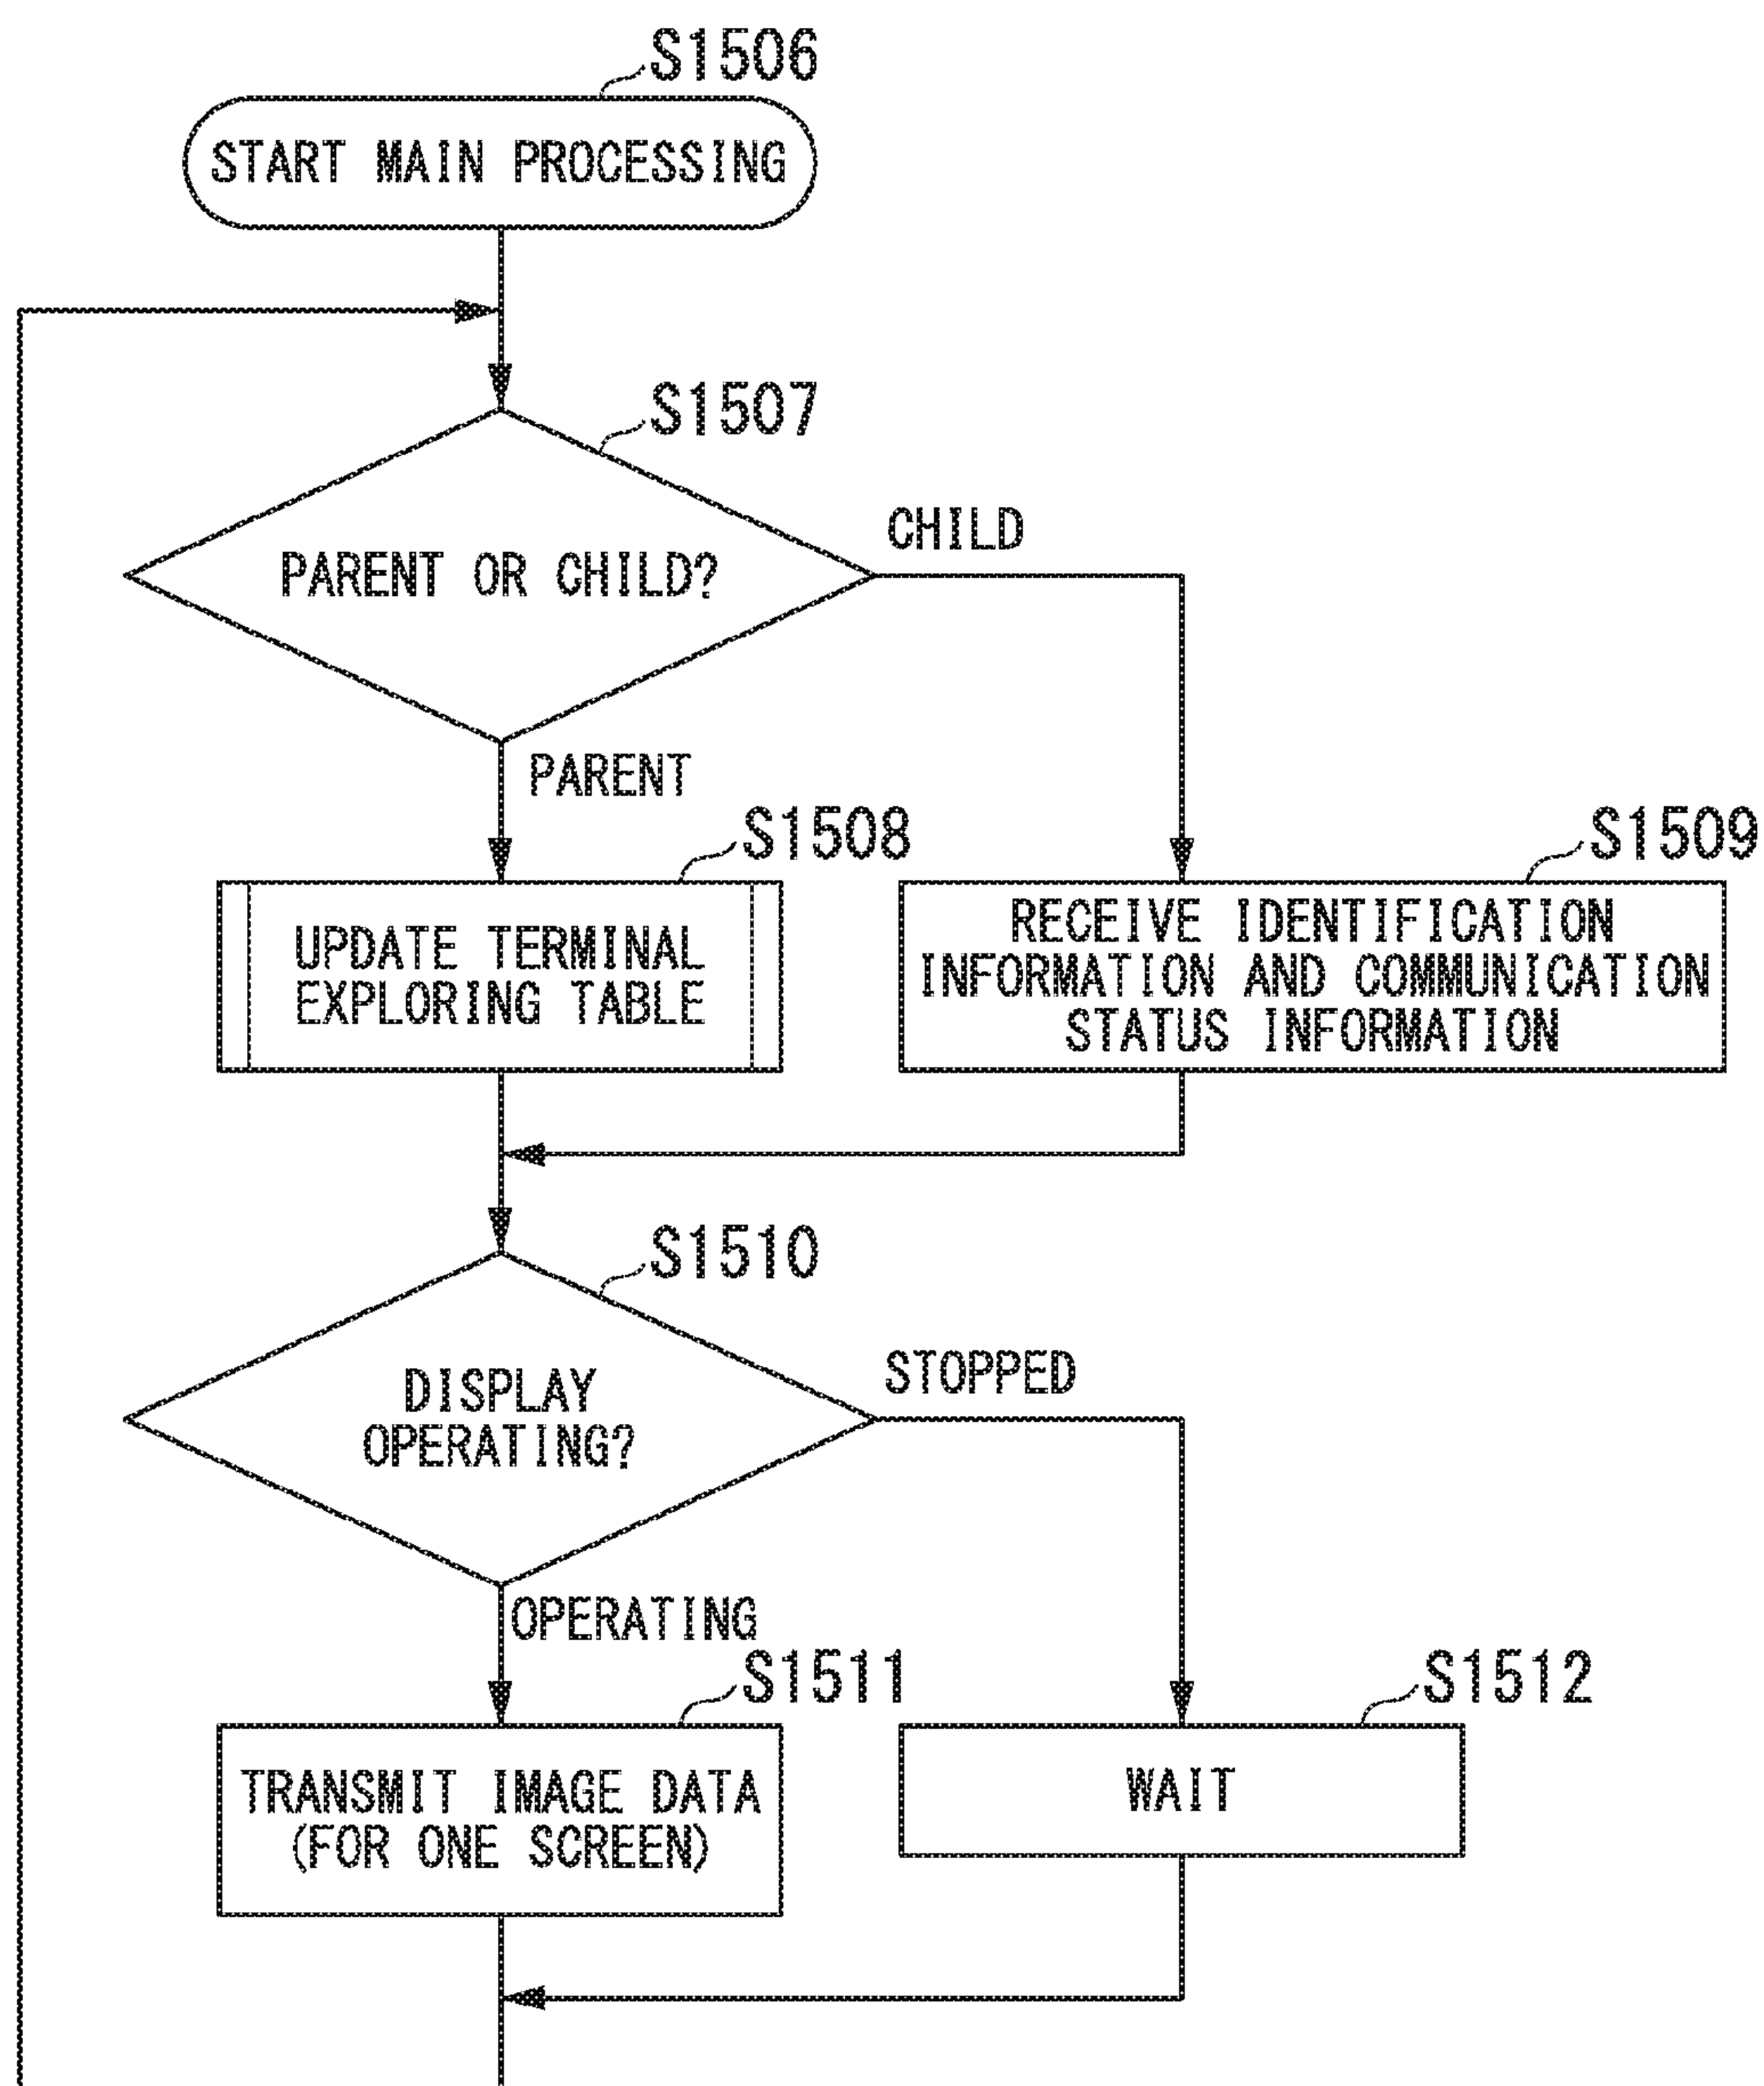 S1506
START MAIN PROCESSING
S1507
PARENT OR CHILD?
CHILD
PARENT
S1508
UPDATE TERMINAL
EXPLORING TABLE
S1509
RECEIVE IDENTIFICATION
INFORMATION AND COMMUNICATION
STATUS INFORMATION
S1510
DISPLAY
OPERATING?
STOPPED
OPERATING
S1511
TRANSMIT IMAGE DATA
(FOR ONE SCREEN)
S1512
WAIT